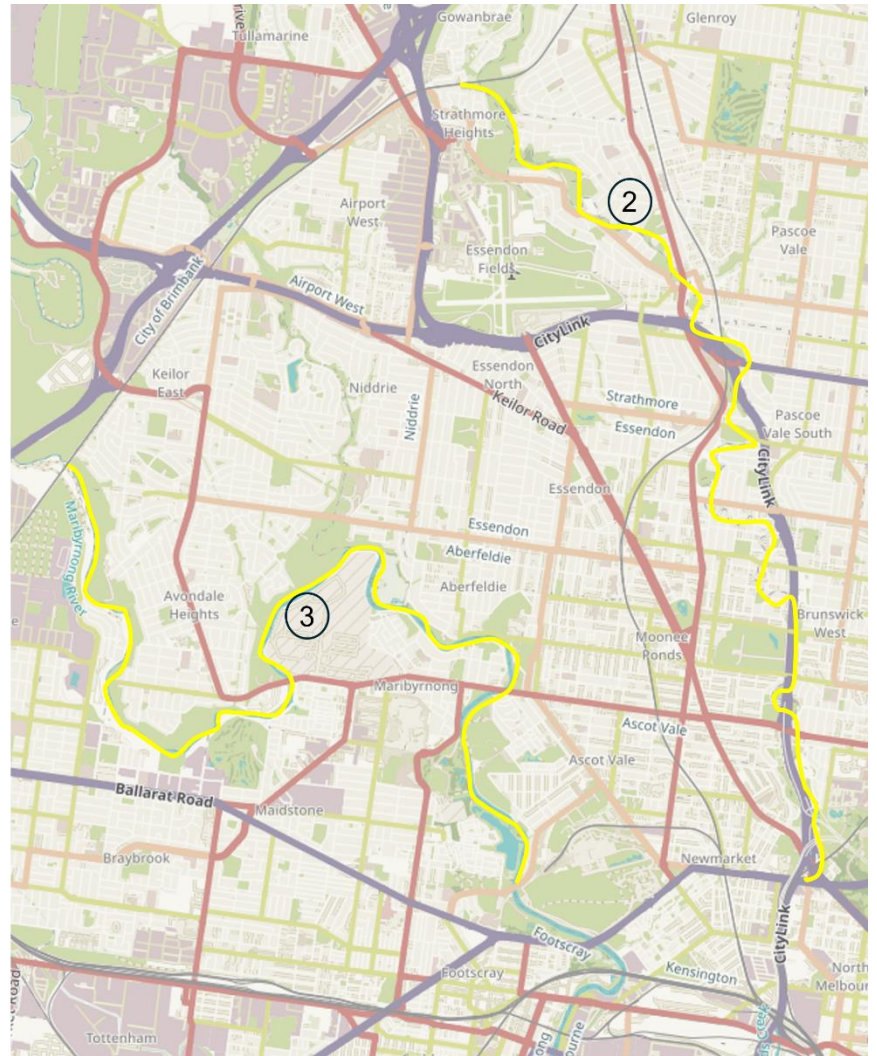 Gowanbrae
Glenroy
Tullamarine
Strathmore
Heights
2
Airport
West
Pascoe
Vale
Essendon
Fields
City of Brimbank
Airport West
CityLink
Keilor
East
Niddrie
Essendon
North
Strathmore
Niddrie
Keilor Road
Essendon
Pascoe
Vale South
CityLink
Essendon
Maribyrnong River
Essendon
Aberfeldie
Avondale
Heights
Aberfeldie
3
Brunswick
West
Moonee
Ponds
Maribyrnong
Ascot Vale
Ascot Vale
Ballarat Road
Maidstone
Braybrook
Newmarket
CityLink
Footscray
Footscray
Kensington
North
Melbou
Tottenham